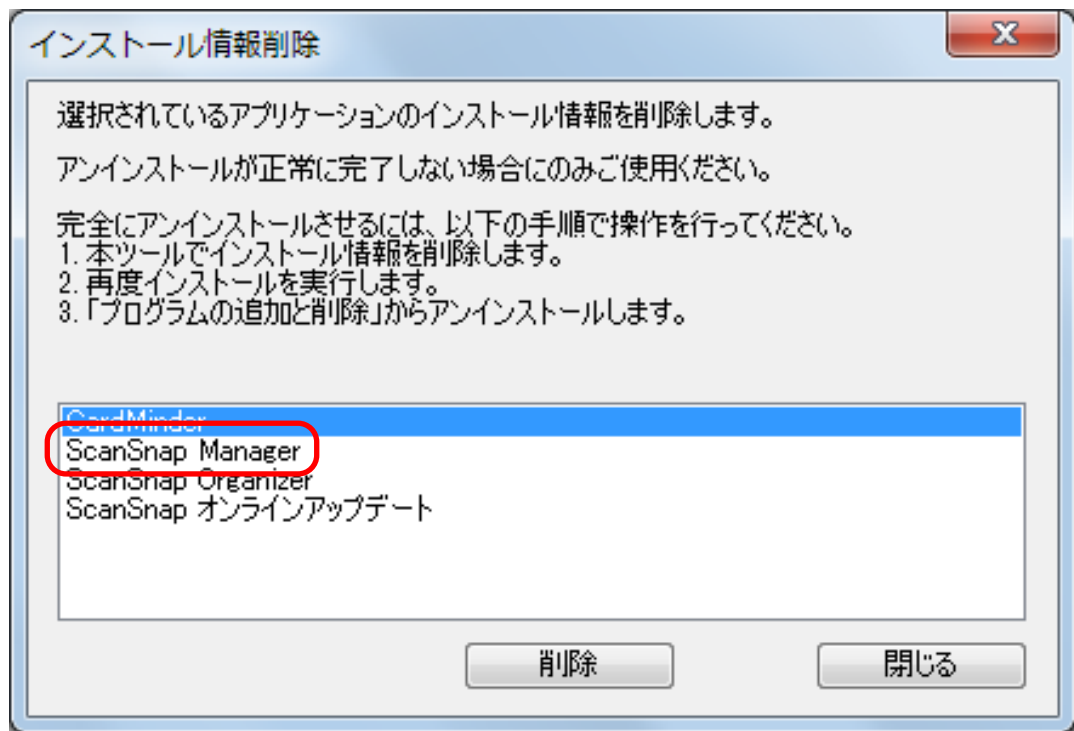 インストール情報削除
選択されているアプリケーションのインストール情報を削除します。
アンインストールが正常に完了しない場合にのみご使用ください。
完全にアンインストールさせるには、以下の手順で操作を行ってください。
1. 本ツールでインストール情報を削除します。
2. 再度インストールを実行します。
3. 「プログラムの追加と削除」からアンインストールします。
CardMinder
ScanSnap Manager
ScanSnap Organizer
ScanSnap オンラインアップデート
削除
閉じる